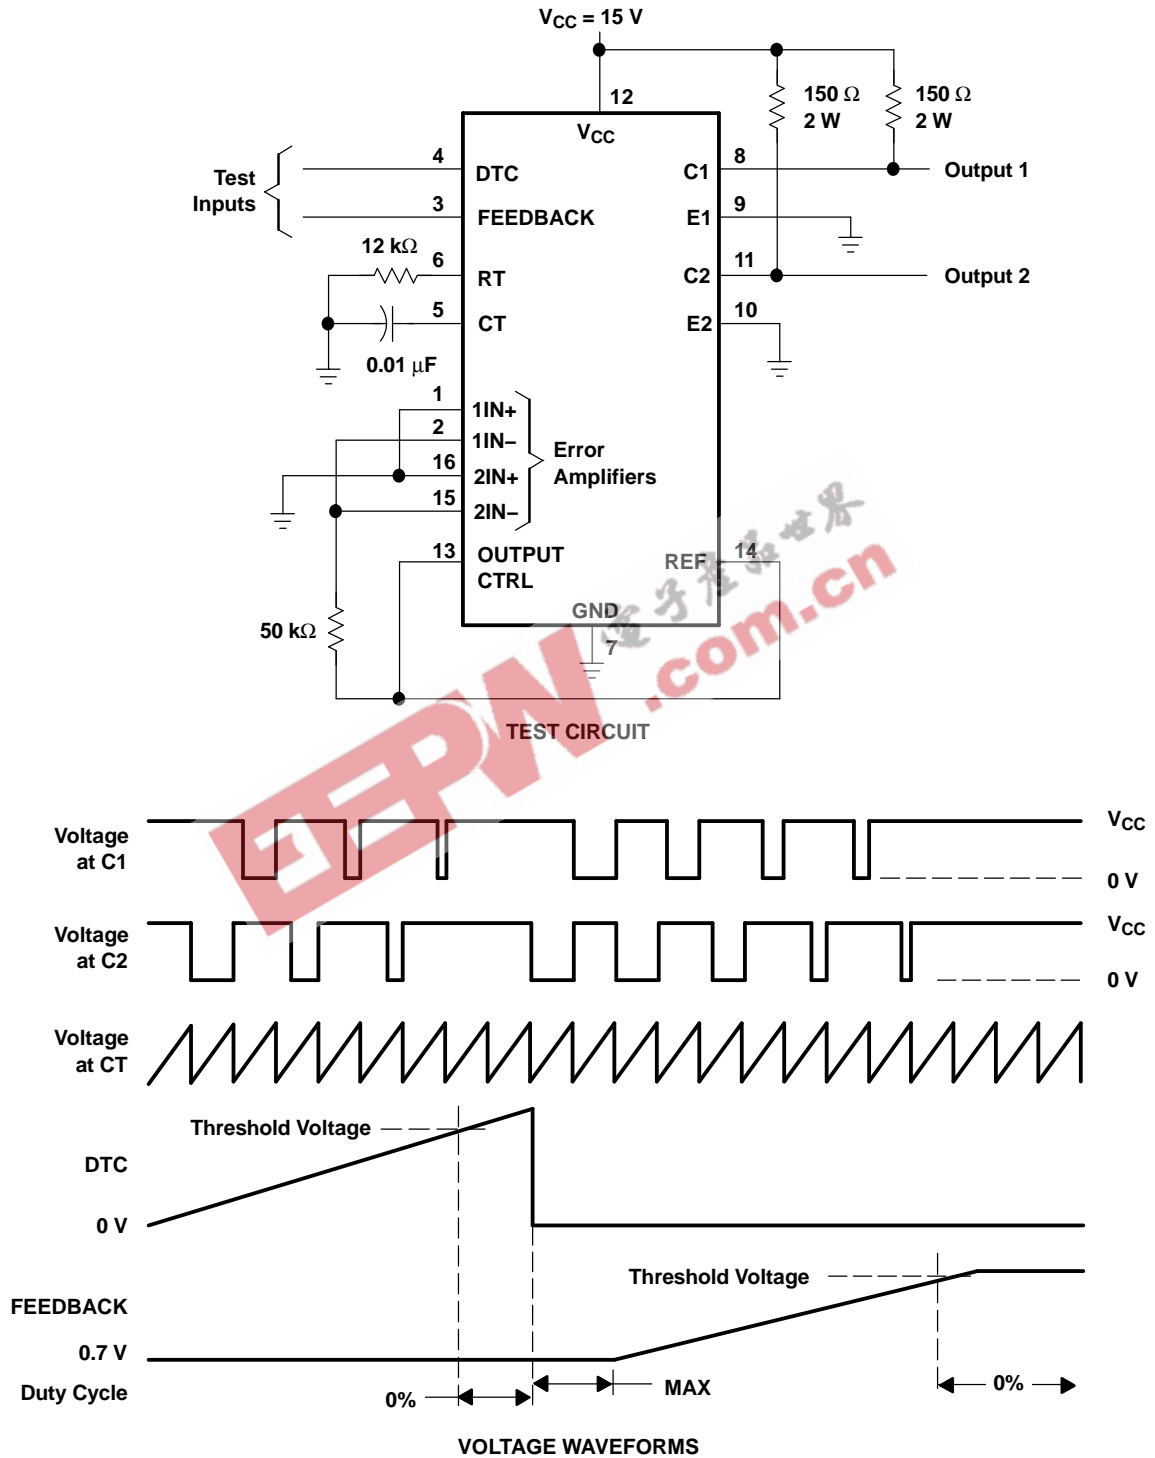 VCC = 15 V
12
VCC
150 Ω
2 W
150 Ω
2 W
Test
Inputs
4
DTC
3
FEEDBACK
12 kΩ
6
RT
5
CT
0.01 μF
1
1IN+
2
1IN−
16
2IN+
15
2IN−
Error
Amplifiers
13
OUTPUT
CTRL
50 kΩ
C1
8
Output 1
E1
9
C2
11
Output 2
E2
10
REF
14
GND
7
TEST CIRCUIT
EEPW
.com.cn
电子产品世界
Voltage
at C1
VCC
0 V
Voltage
at C2
VCC
0 V
Voltage
at CT
Threshold Voltage
DTC
0 V
Threshold Voltage
FEEDBACK
0.7 V
Duty Cycle
0%
MAX
0%
VOLTAGE WAVEFORMS